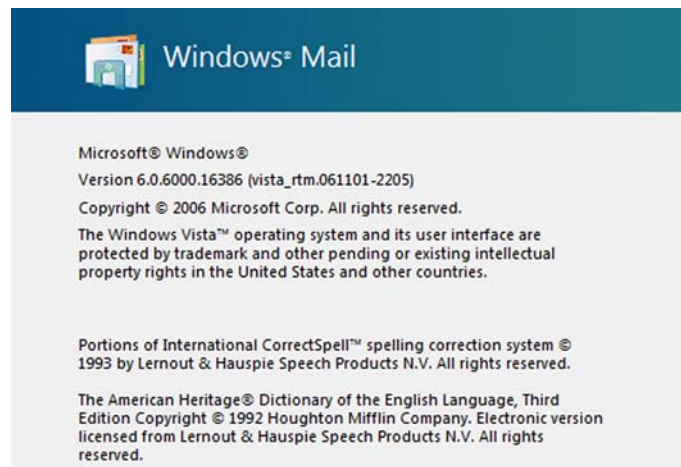 Windows® Mail
Microsoft® Windows®
Version 6.0.6000.16386 (vista_rtm.061101-2205)
Copyright © 2006 Microsoft Corp. All rights reserved.
The Windows Vista™ operating system and its user interface are
protected by trademark and other pending or existing intellectual
property rights in the United States and other countries.
Portions of International CorrectSpell™ spelling correction system ©
1993 by Lernout & Hauspie Speech Products N.V. All rights reserved.
The American Heritage® Dictionary of the English Language, Third
Edition Copyright © 1992 Houghton Mifflin Company. Electronic version
licensed from Lernout & Hauspie Speech Products N.V. All rights
reserved.